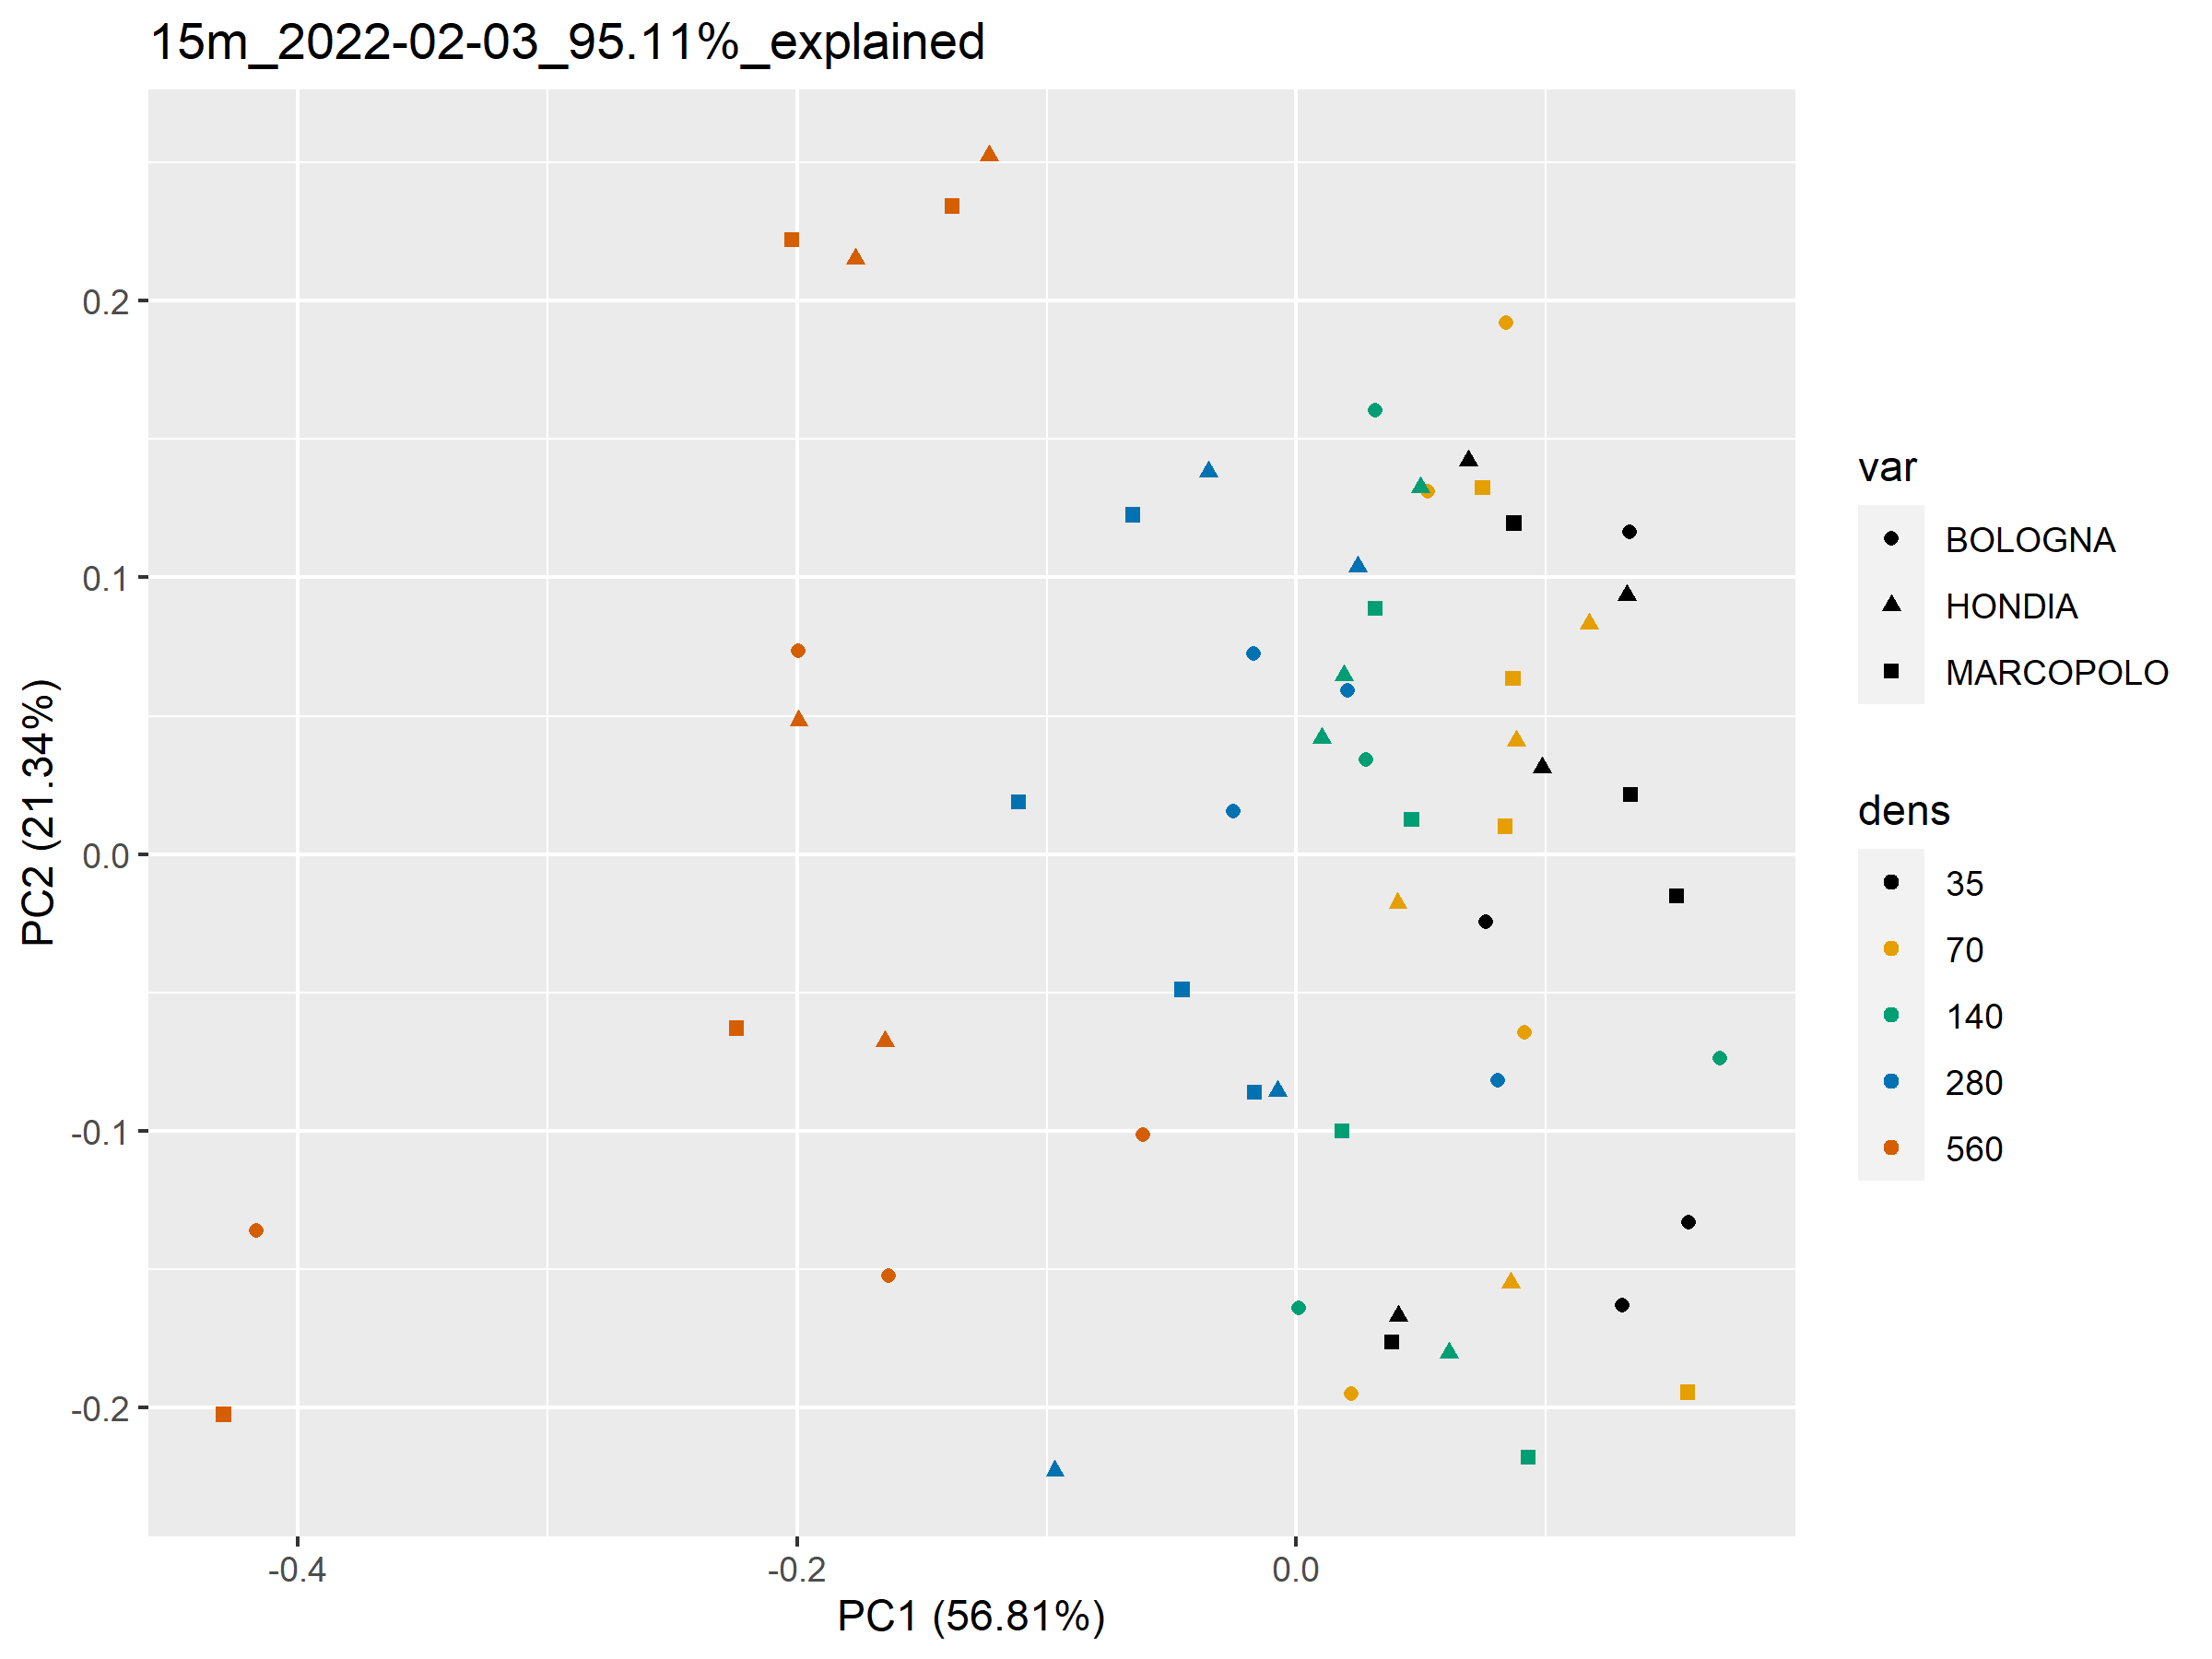 15m_2022-02-03_95.11%_explained
0.2
0.1
0.0
-0.1
-0.2
PC2 (21.34%)
-0.4
-0.2
0.0
PC1 (56.81%)
var
BOLOGNA
HONDIA
MARCOPOLO
dens
35
70
140
280
560